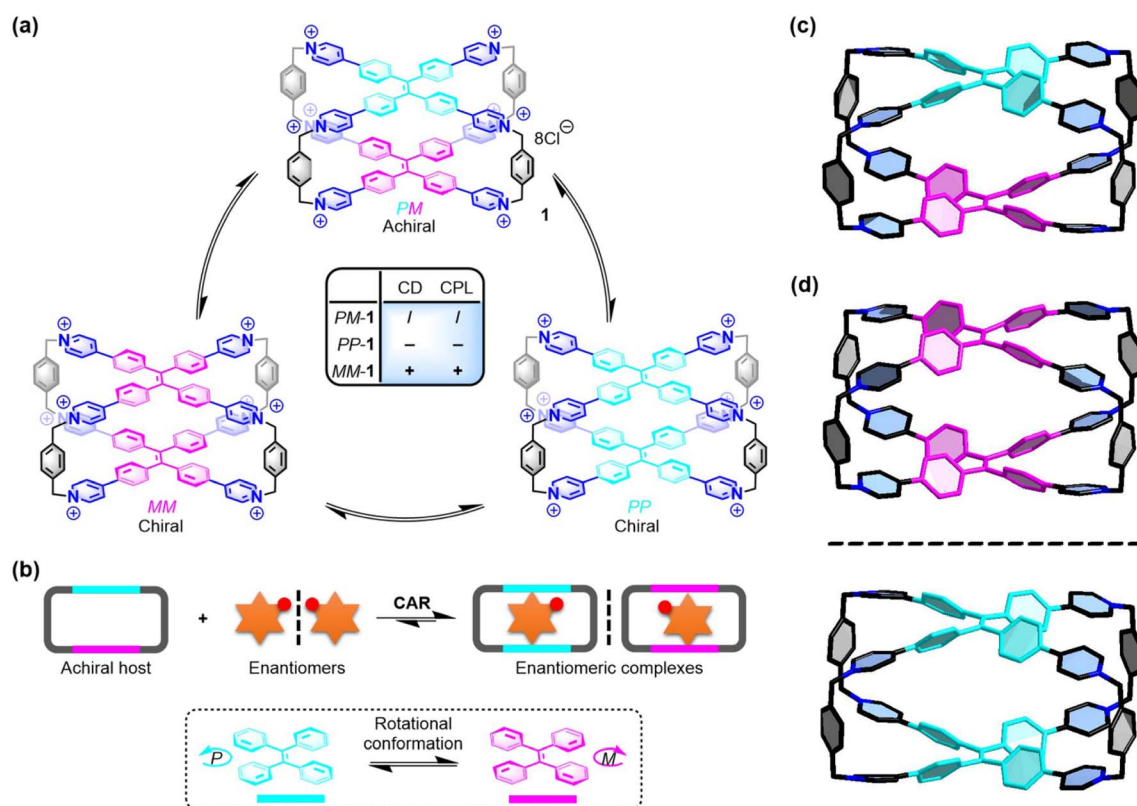 (a)
N⊕
N⊕
⊕N
N⊕
⊕N
N⊕
8Cl⊖
N⊕
N⊕
PM
Achiral
1
CD CPL
PM-1 / /
PP-1 – –
MM-1 + +
N⊕
N⊕
⊕N
N⊕
⊕N
N⊕
N⊕
N⊕
MM
Chiral
N⊕
N⊕
⊕N
N⊕
⊕N
N⊕
N⊕
N⊕
PP
Chiral
(b)
+
CAR
Achiral host
Enantiomers
Enantiomeric complexes
Rotational
conformation
P
M
(c)
(d)